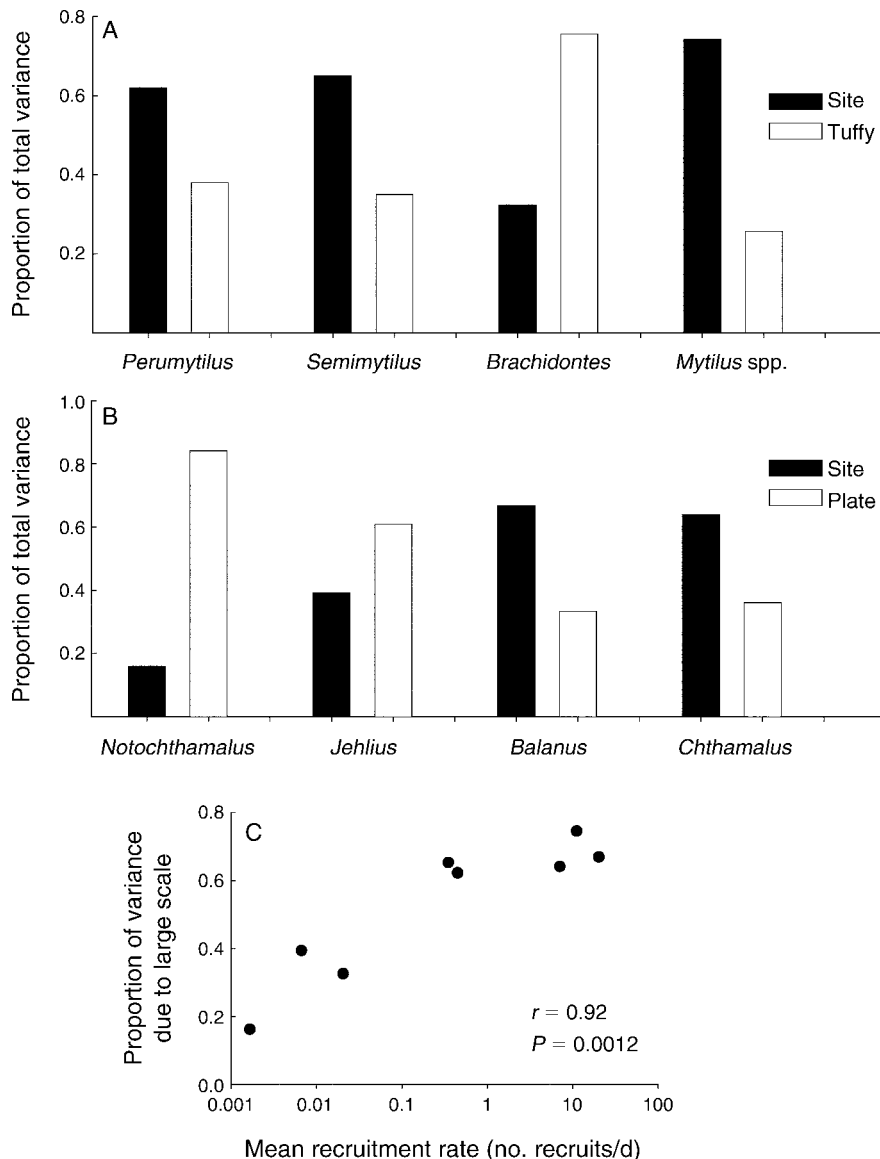 A
Proportion of total variance
0.8
0.6
0.4
0.2
Site
Tuffy
Perumytilus Semimytilus Brachidontes Mytilus spp.
B
Proportion of total variance
1.0
0.8
0.6
0.4
0.2
Site
Plate
Notochthamalus Jehlius Balanus Chthamalus
C
Proportion of variance
due to large scale
0.8
0.6
0.4
0.2
0.0
r = 0.92
P = 0.0012
0.001 0.01 0.1 1 10 100
Mean recruitment rate (no. recruits/d)